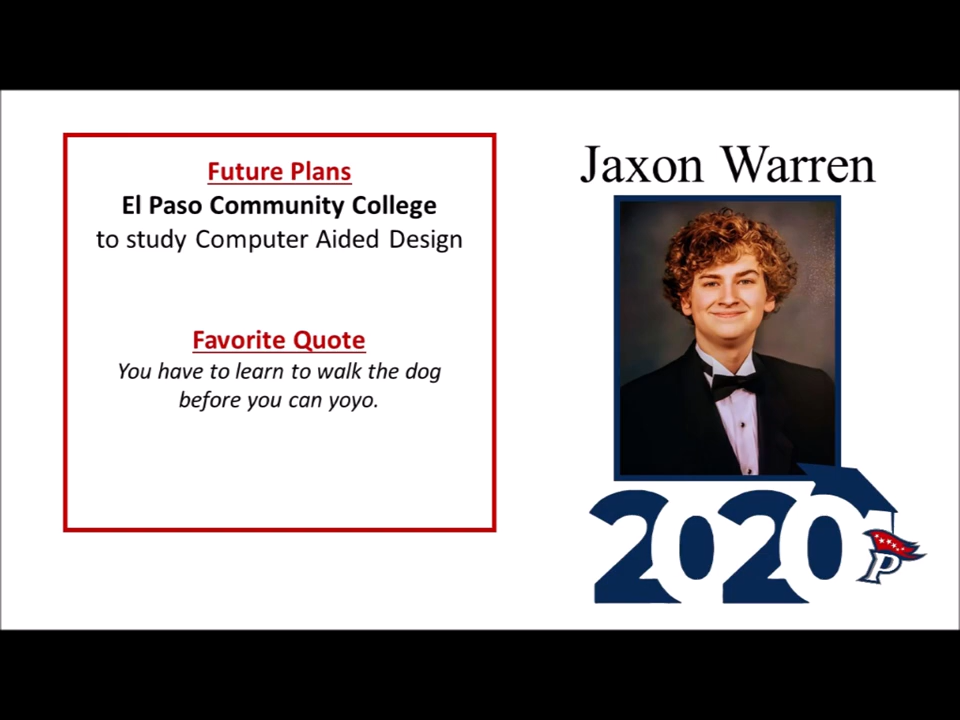 Future Plans
El Paso Community College
to study Computer Aided Design
Favorite Quote
You have to learn to walk the dog
before you can yoyo.
Jaxon Warren
2020
P